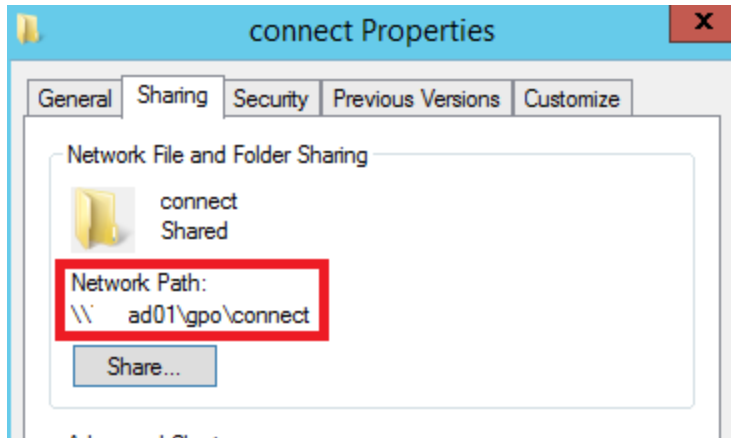 connect Properties
x
General Sharing Security Previous Versions Customize
Network File and Folder Sharing
connect
Shared
Network Path:
\\ ad01\gpo\connect
Share...